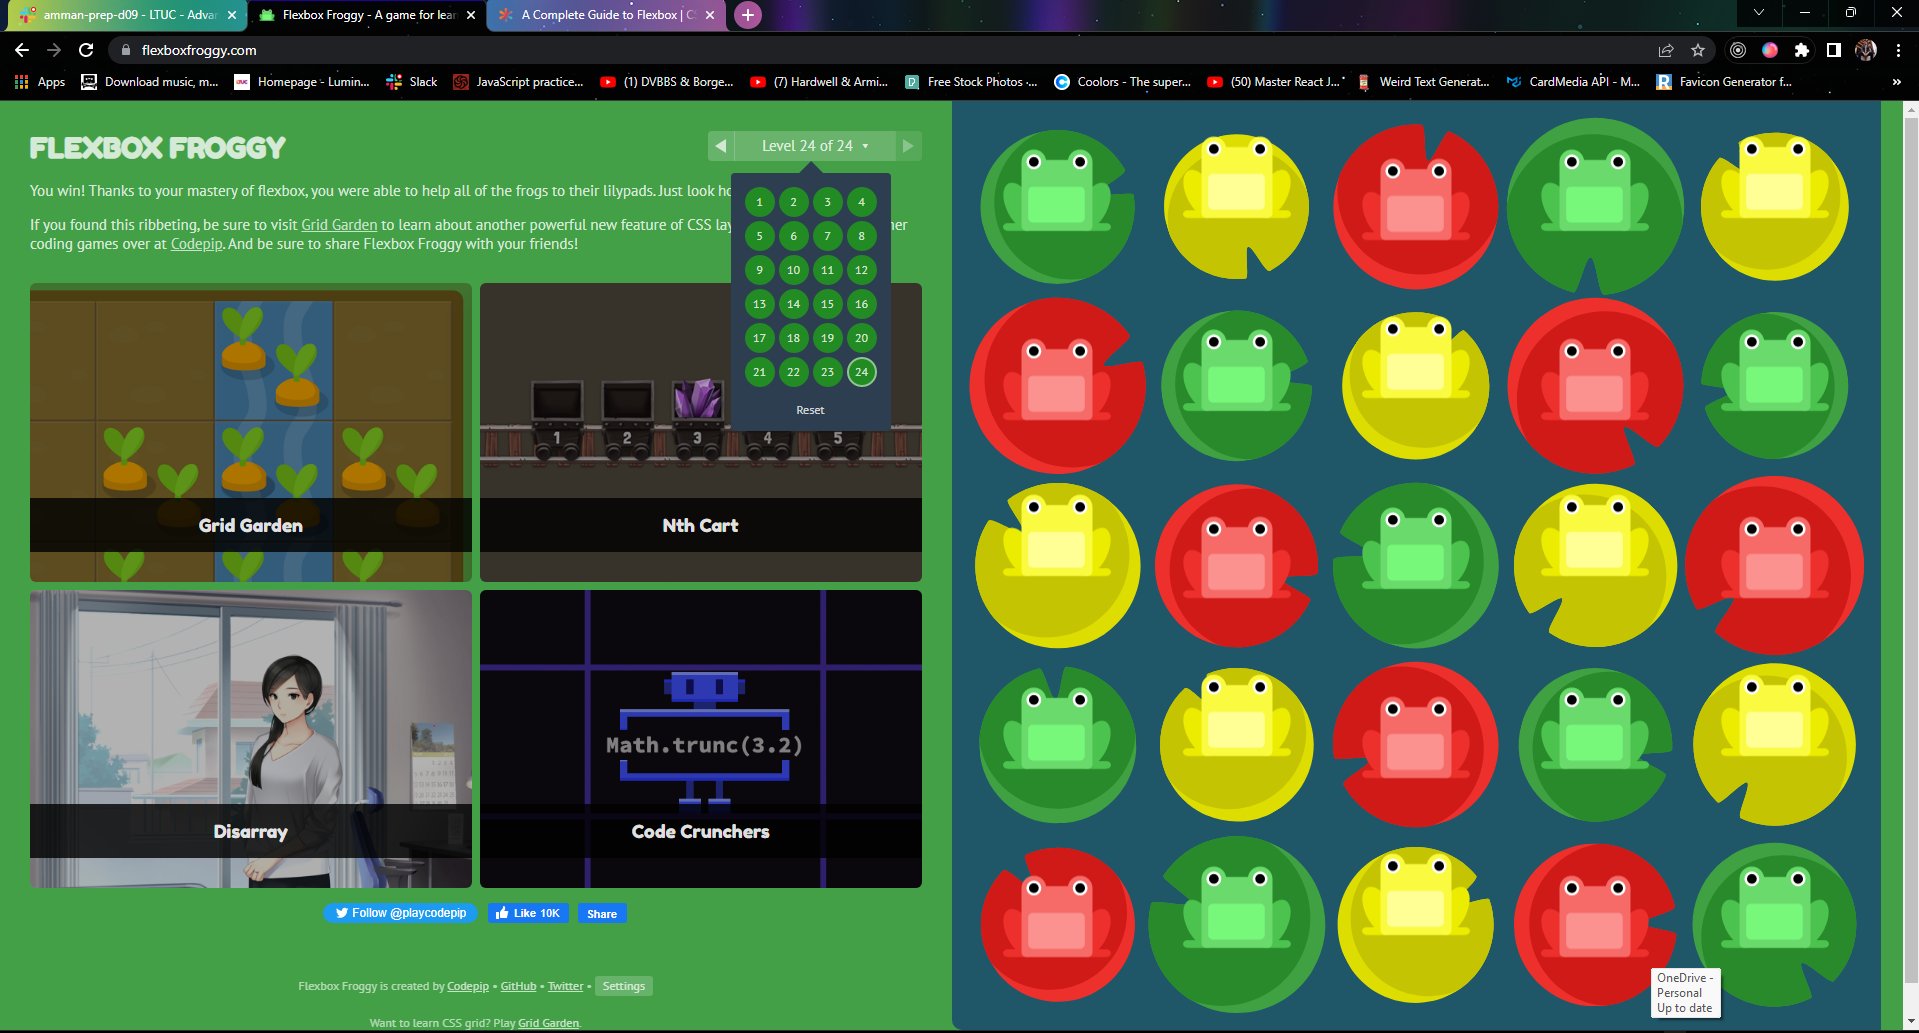 amman-prep-d09 - LTUC - Adva
Flexbox Froggy - A game for lear
A Complete Guide to Flexbox | C
flexboxfroggy.com
Apps
Download music, m...
Homepage - Lumin...
Slack
JavaScript practice...
(1) DVBBS & Borge...
(7) Hardwell & Armi...
Free Stock Photos ·...
Coolors - The super...
(50) Master React J...
Weird Text Generat...
CardMedia API - M...
Favicon Generator f...
»
FLEXBOX FROGGY
Level 24 of 24
You win! Thanks to your mastery of flexbox, you were able to help all of the frogs to their lilypads. Just look
If you found this ribbeting, be sure to visit Grid Garden to learn about another powerful new feature of CSS
coding games over at Codepip. And be sure to share Flexbox Froggy with your friends!
1 2 3 4
5 6 7 8
9 10 11 12
13 14 15 16
17 18 19 20
21 22 23 24
Reset
1 2 3 4 5
Grid Garden
Nth Cart
Math.trunc(3.2)
Disarray
Code Crunchers
Follow @playcodepip
Like 10K
Share
Flexbox Froggy is created by Codepip • GitHub • Twitter • Settings
Want to learn CSS grid? Play Grid Garden.
OneDrive -
Personal
Up to date